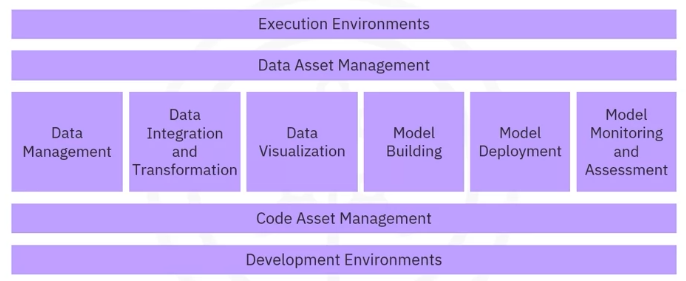 Execution Environments
Data Asset Management
Data
Management
Data
Integration
and
Transformation
Data
Visualization
Model
Building
Model
Deployment
Model
Monitoring
and
Assessment
Code Asset Management
Development Environments